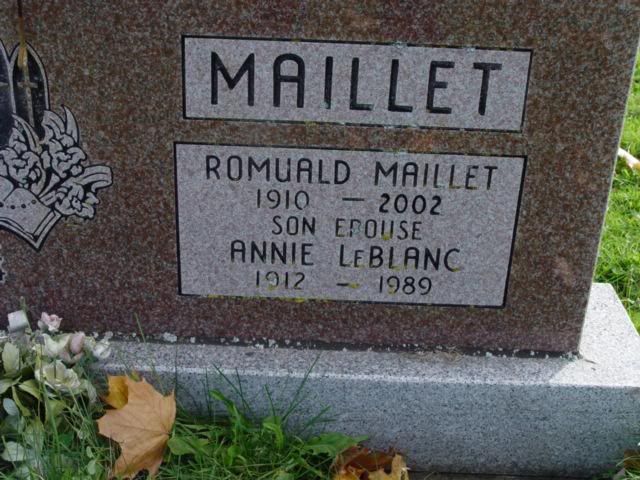 MAILLET
ROMUALD MAILLET
1910 — 2002
SON EPOUSE
ANNIE LEBLANC
1912 — 1989